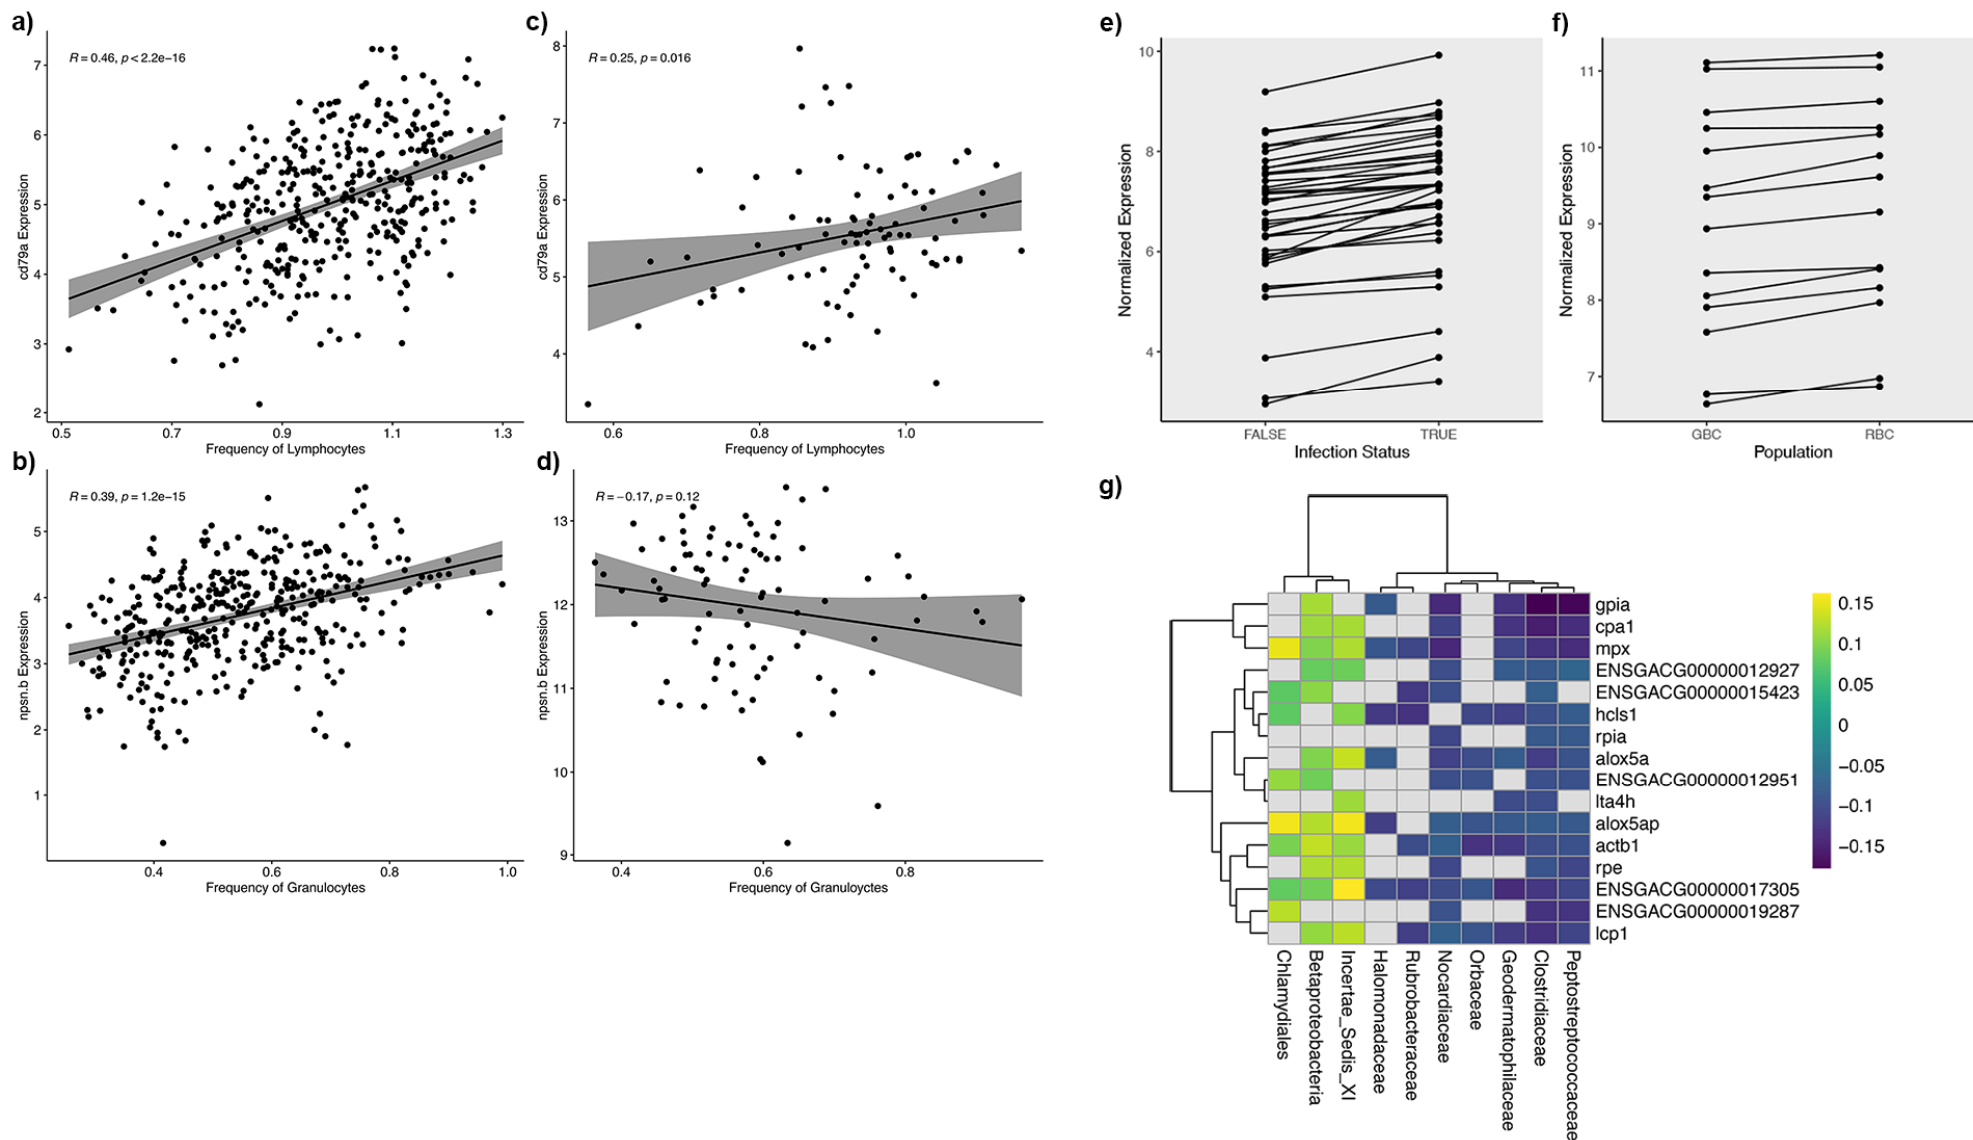 a)
R = 0.46, p < 2.2e−16
cd79a Expression
7
6
5
4
3
2
0.5 0.7 0.9 1.1 1.3
Frequency of Lymphocytes
b)
R = 0.39, p = 1.2e−15
npsn.b Expression
5
4
3
2
1
0.4 0.6 0.8 1.0
Frequency of Granulocytes
c)
R = 0.25, p = 0.016
cd79a Expression
8
7
6
5
4
0.6 0.8 1.0
Frequency of Lymphocytes
d)
R = −0.17, p = 0.12
npsn.b Expression
13
12
11
10
9
0.4 0.6 0.8
Frequency of Granuloyctes
e)
Normalized Expression
10
8
6
4
FALSE TRUE
Infection Status
f)
Normalized Expression
11
10
9
8
7
GBC RBC
Population
g)
gpia
cpa1
mpx
ENSGACG00000012927
ENSGACG00000015423
hcls1
rpia
alox5a
ENSGACG00000012951
lta4h
alox5ap
actb1
rpe
ENSGACG00000017305
ENSGACG00000019287
lcp1
Chlamydiales
Betaproteobacteria
Incertae_Sedis_XI
Halomonadaceae
Rubrobacteraceae
Nocardiaceae
Orbaceae
Geodermatophilaceae
Clostridiaceae
Peptostreptococcaceae
0.15
0.1
0.05
0
−0.05
−0.1
−0.15